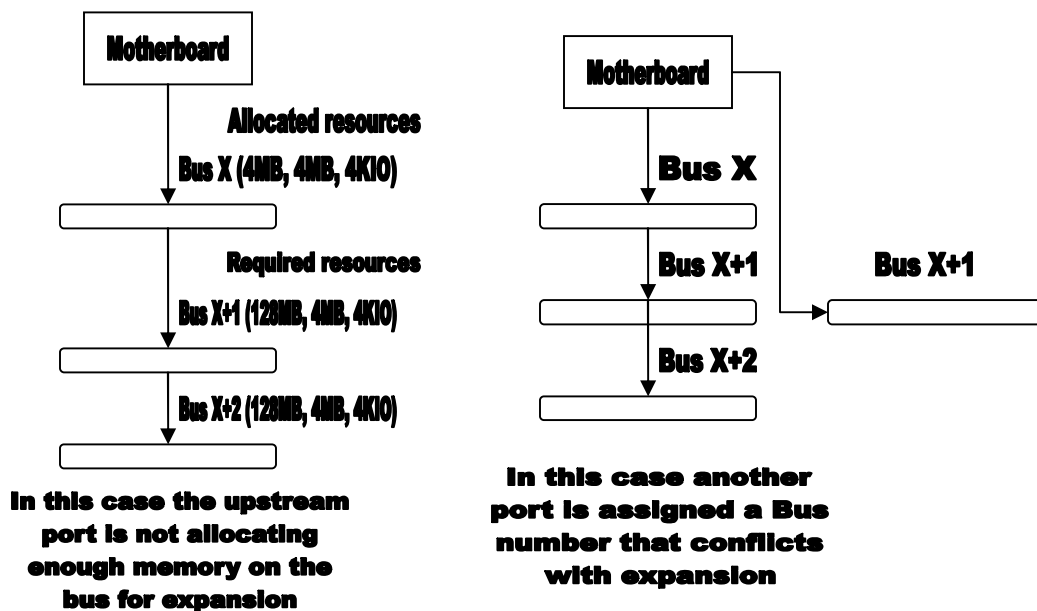 Motherboard
Allocated resources
Bus X (4MB, 4MB, 4KIO)
Required resources
Bus X+1 (128MB, 4MB, 4KIO)
Bus X+2 (128MB, 4MB, 4KIO)
In this case the upstream
port is not allocating
enough memory on the
bus for expansion
Motherboard
Bus X
Bus X+1
Bus X+1
Bus X+2
In this case another
port is assigned a Bus
number that conflicts
with expansion